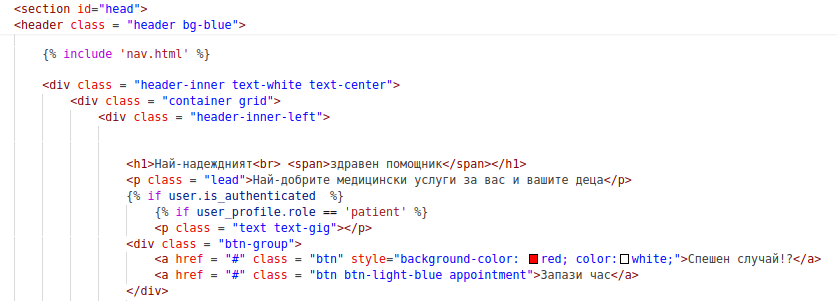 <section id="head">
<header class = "header bg-blue">
{% include 'nav.html' %}
<div class = "header-inner text-white text-center">
<div class = "container grid">
<div class = "header-inner-left">
<h1>Най-надеждният<br> <span>здравен помощник</span></h1>
<p class = "lead">Най-добрите медицински услуги за вас и вашите деца</p>
{% if user.is_authenticated  %}
{% if user_profile.role == 'patient' %}
<p class = "text text-gig"></p>
<div class = "btn-group">
<a href = "#" class = "btn" style="background-color: red; color: white;">Спешен случай!?</a>
<a href = "#" class = "btn btn-light-blue appointment">Запази час</a>
</div>